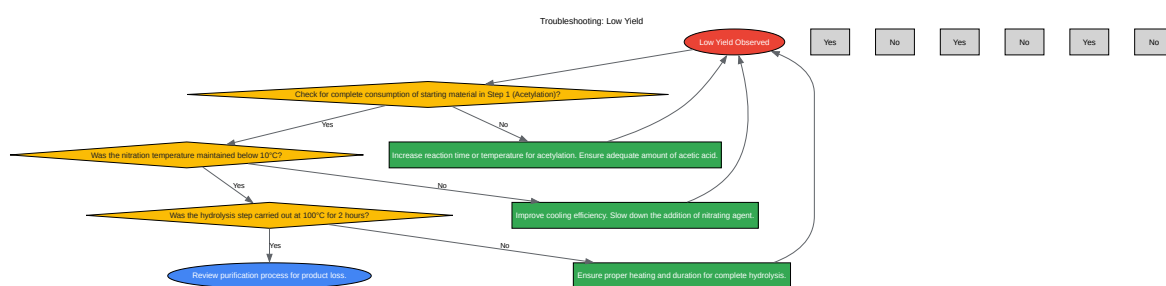 Troubleshooting: Low Yield
Low Yield Observed
Yes
No
Yes
No
Yes
No
Check for complete consumption of starting material in Step 1 (Acetylation)?
Yes
No
Was the nitration temperature maintained below 10°C?
Increase reaction time or temperature for acetylation. Ensure adequate amount of acetic acid.
Yes
No
Was the hydrolysis step carried out at 100°C for 2 hours?
Improve cooling efficiency. Slow down the addition of nitrating agent.
Yes
No
Review purification process for product loss.
Ensure proper heating and duration for complete hydrolysis.